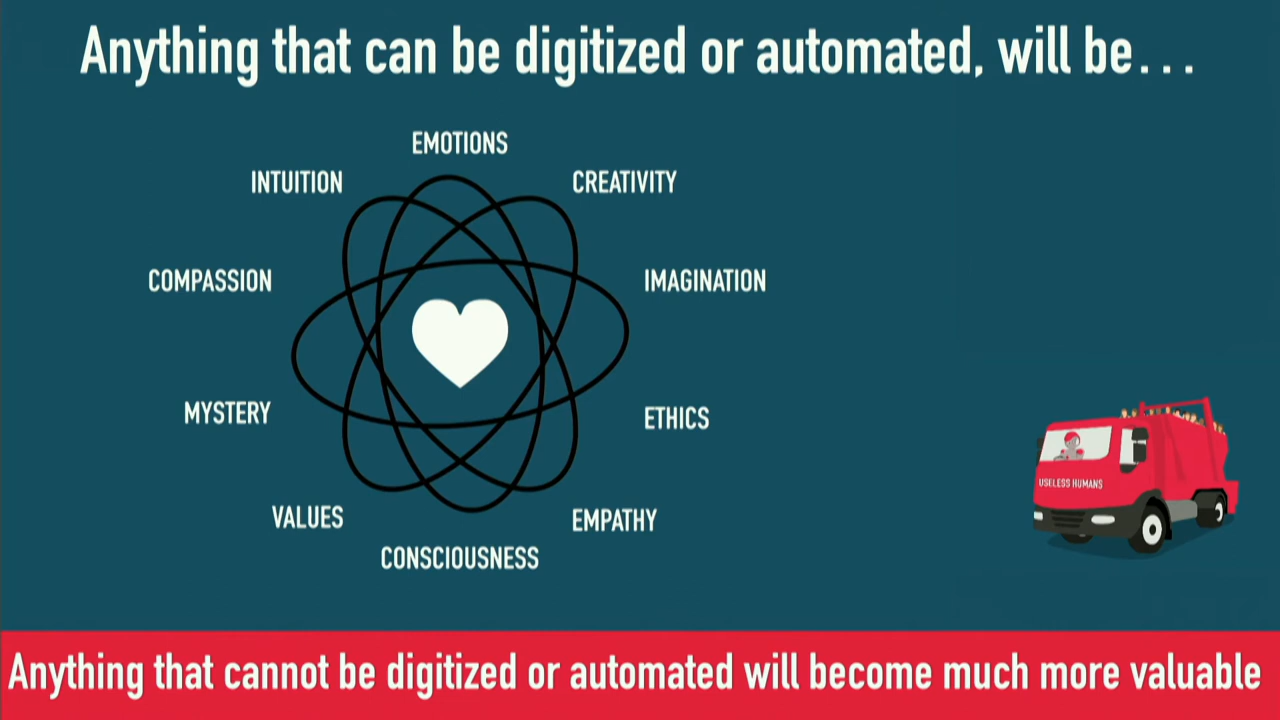 Anything that can be digitized or automated, will be...
EMOTIONS
INTUITION
CREATIVITY
COMPASSION
IMAGINATION
MYSTERY
ETHICS
USELESS HUMANS
VALUES
EMPATHY
CONSCIOUSNESS
Anything that cannot be digitized or automated will become much more valuable